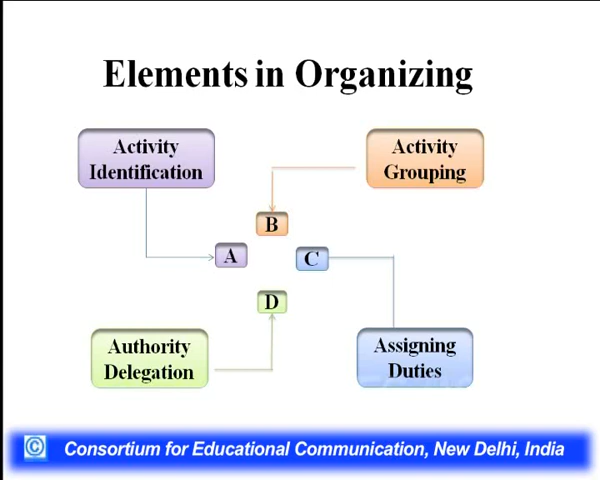 Elements in Organizing
Activity
Identification
Activity
Grouping
B
A
C
D
Authority
Delegation
Assigning
Duties
© Consortium for Educational Communication, New Delhi, India